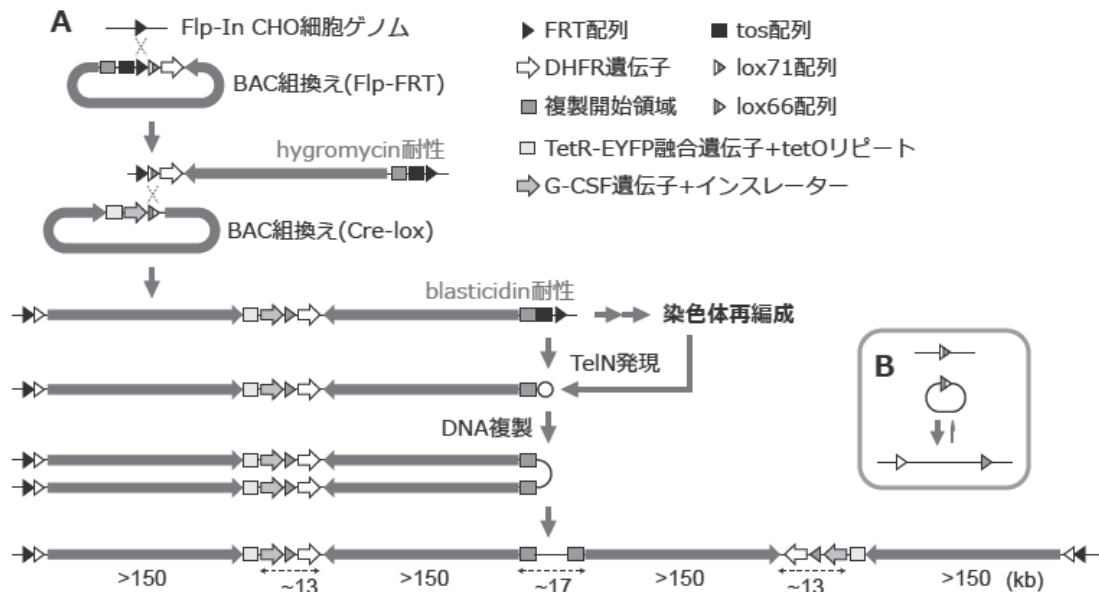 A
Flp-In CHO細胞ゲノム
BAC組換え(Flp-FRT)
FRT配列
tos配列
DHFR遺伝子
lox71配列
複製開始領域
lox66配列
TetR-EYFP融合遺伝子+tetOリピート
G-CSF遺伝子+インスレーター
hygromycin耐性
BAC組換え(Cre-lox)
blasticidin耐性
染色体再編成
TelN発現
DNA複製
B
>150
~13
>150
~17
>150
~13
>150 (kb)